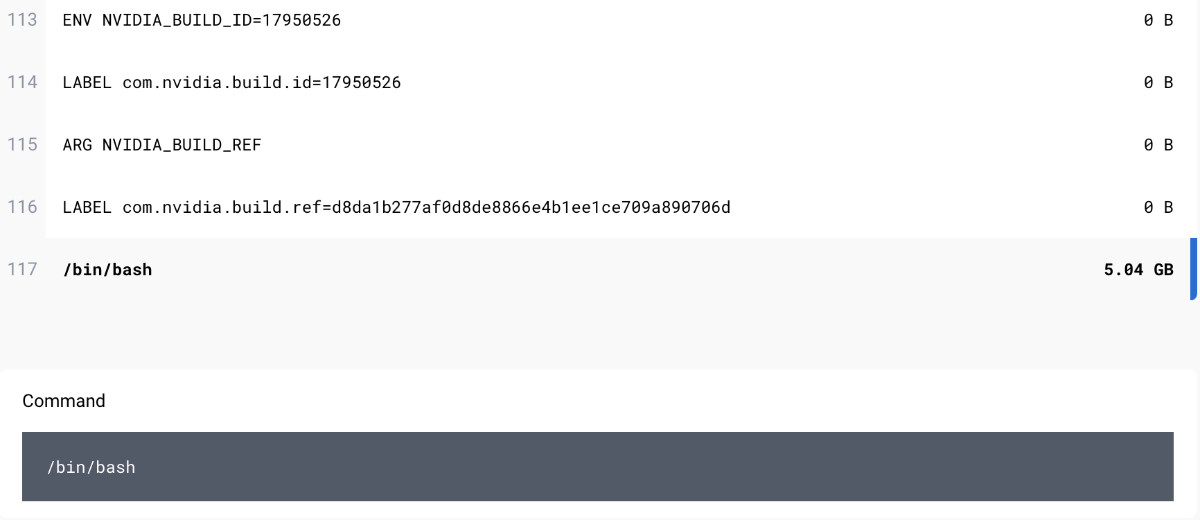 113 ENV NVIDIA_BUILD_ID=17950526 0 B
114 LABEL com.nvidia.build.id=17950526 0 B
115 ARG NVIDIA_BUILD_REF 0 B
116 LABEL com.nvidia.build.ref=d8da1b277af0d8de8866e4b1ee1ce709a890706d 0 B
117 /bin/bash 5.04 GB
Command
/bin/bash